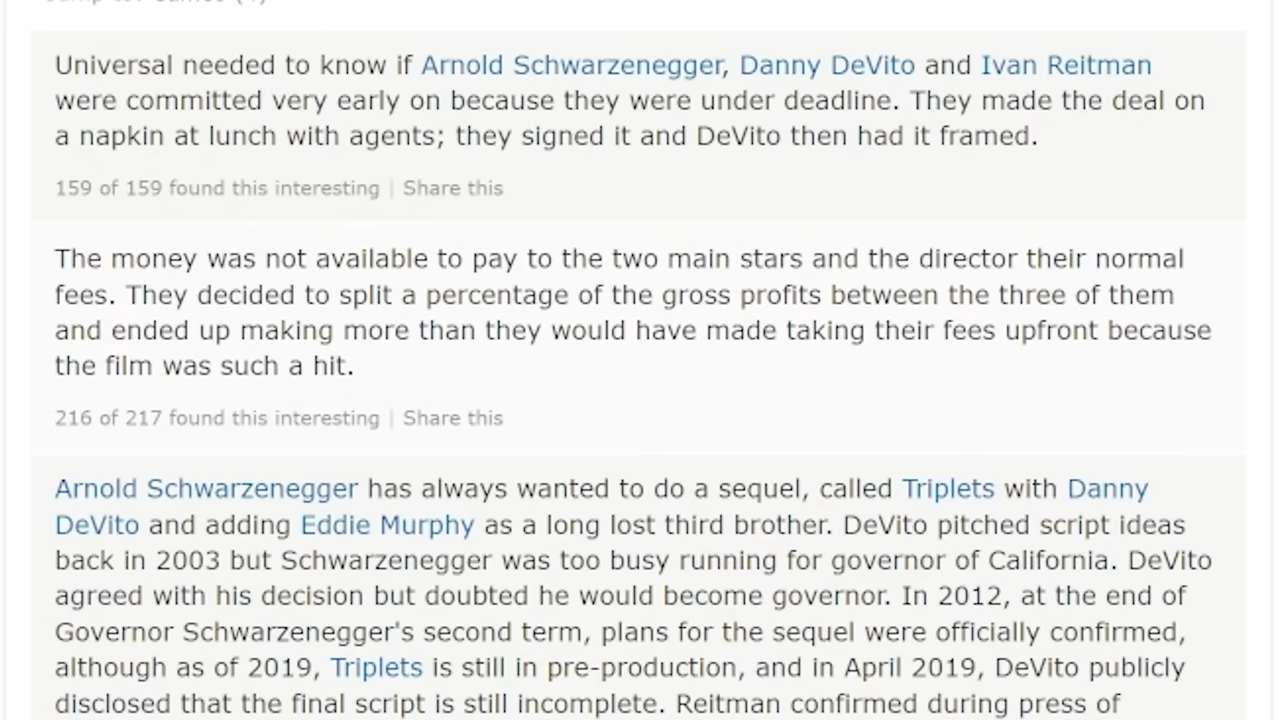 Universal needed to know if Arnold Schwarzenegger, Danny DeVito and Ivan Reitman
were committed very early on because they were under deadline. They made the deal on
a napkin at lunch with agents; they signed it and DeVito then had it framed.
159 of 159 found this interesting | Share this
The money was not available to pay to the two main stars and the director their normal
fees. They decided to split a percentage of the gross profits between the three of them
and ended up making more than they would have made taking their fees upfront because
the film was such a hit.
216 of 217 found this interesting | Share this
Arnold Schwarzenegger has always wanted to do a sequel, called Triplets with Danny
DeVito and adding Eddie Murphy as a long lost third brother. DeVito pitched script ideas
back in 2003 but Schwarzenegger was too busy running for governor of California. DeVito
agreed with his decision but doubted he would become governor. In 2012, at the end of
Governor Schwarzenegger's second term, plans for the sequel were officially confirmed,
although as of 2019, Triplets is still in pre-production, and in April 2019, DeVito publicly
disclosed that the final script is still incomplete. Reitman confirmed during press of